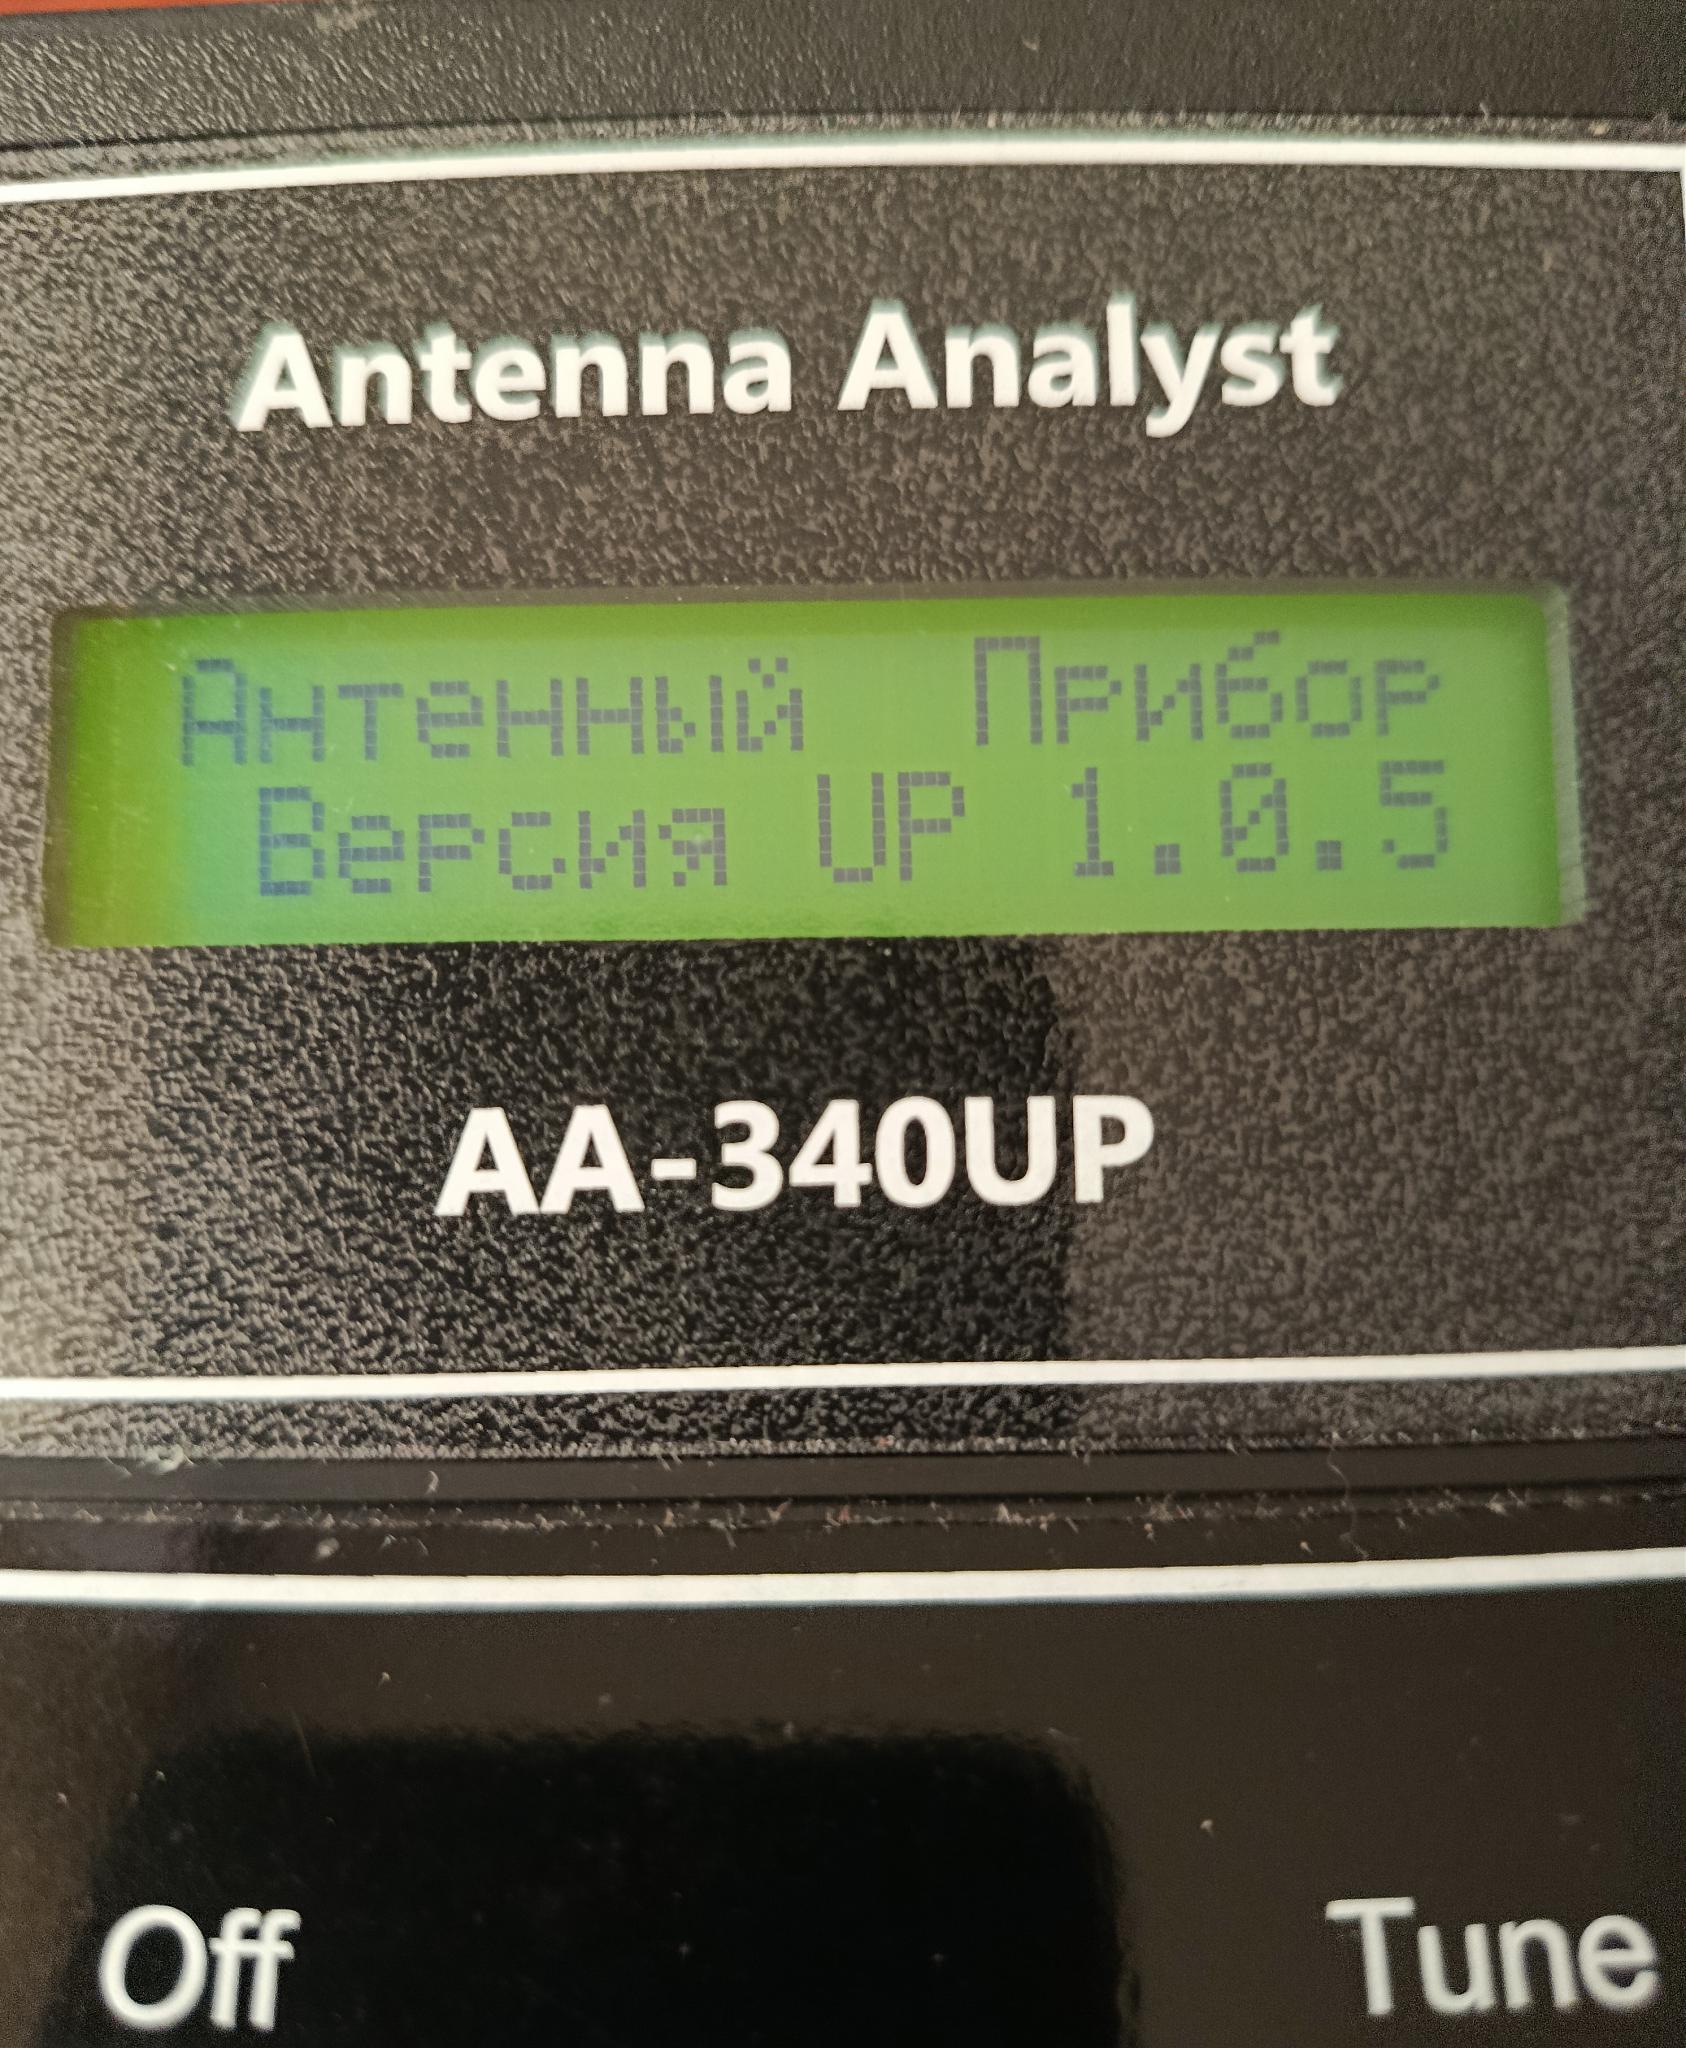 Antenna Analyst
Антенный Прибор
Версия UP 1.0.5
AA-340UP
Off
Tune